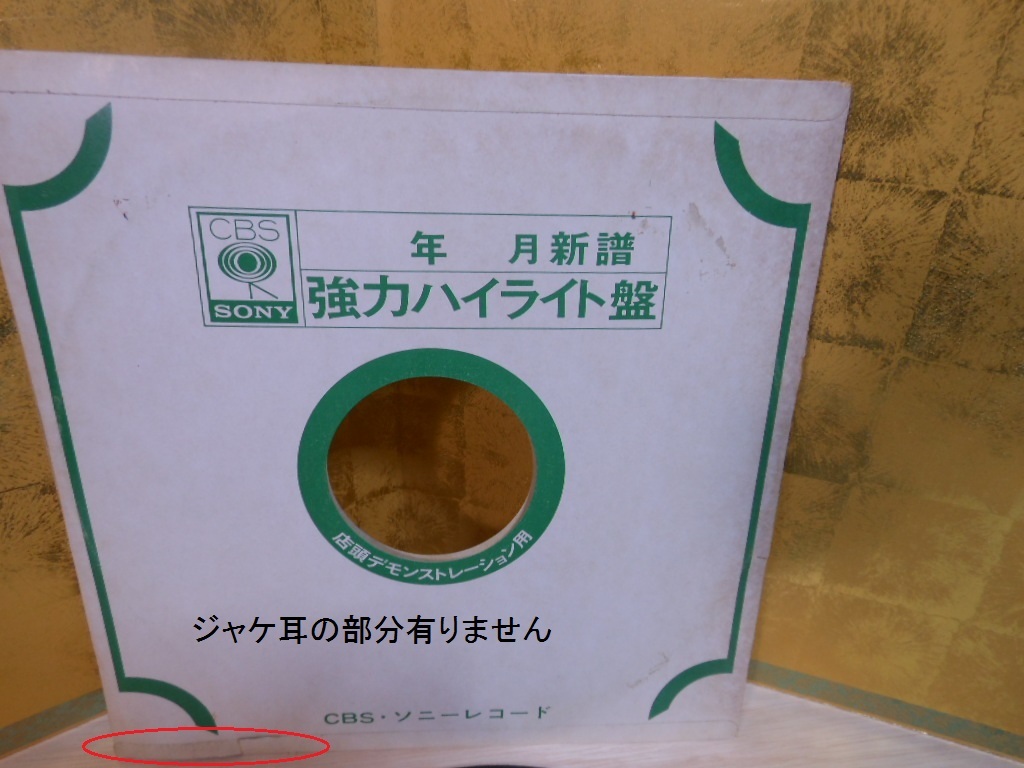 CBS
SONY
年 月新譜
強力ハイライト盤
店頭デモンストレーション用
ジャケ耳の部分有りません
CBS・ソニーレコード